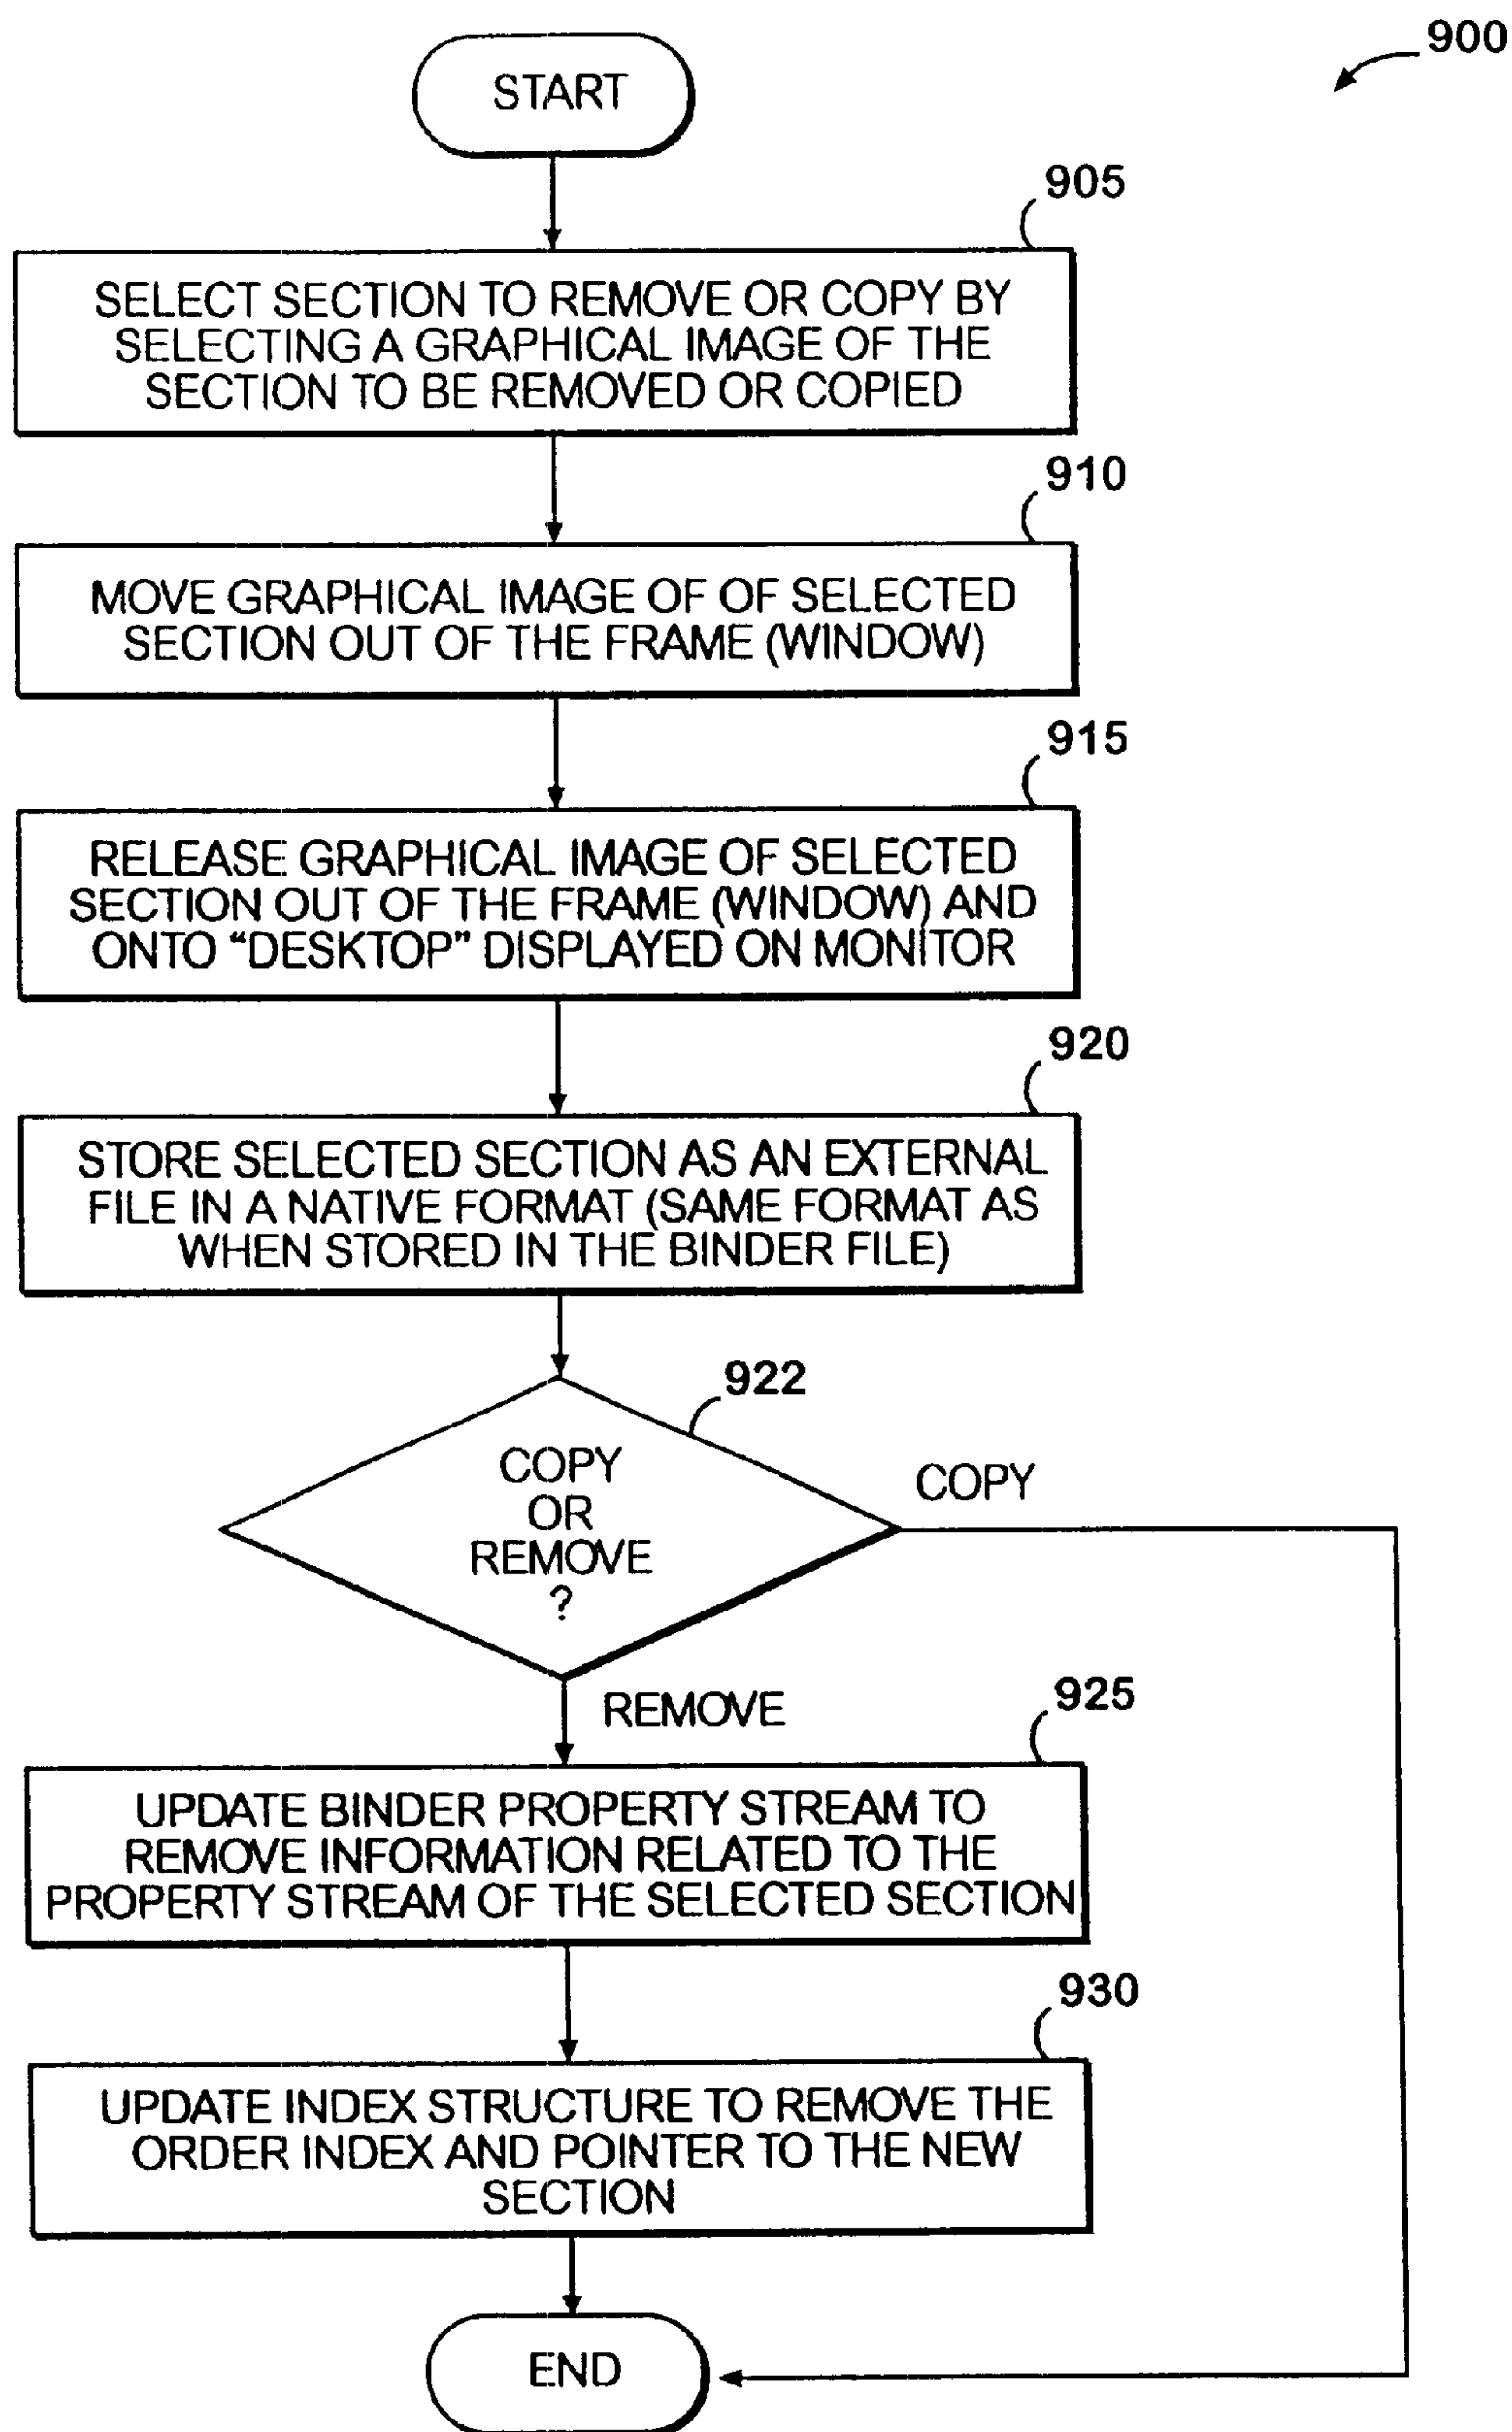 900
START
905
SELECT SECTION TO REMOVE OR COPY BY
SELECTING A GRAPHICAL IMAGE OF THE
SECTION TO BE REMOVED OR COPIED
910
MOVE GRAPHICAL IMAGE OF OF SELECTED
SECTION OUT OF THE FRAME (WINDOW)
915
RELEASE GRAPHICAL IMAGE OF SELECTED
SECTION OUT OF THE FRAME (WINDOW) AND
ONTO "DESKTOP" DISPLAYED ON MONITOR
920
STORE SELECTED SECTION AS AN EXTERNAL
FILE IN A NATIVE FORMAT (SAME FORMAT AS
WHEN STORED IN THE BINDER FILE)
922
COPY
OR
REMOVE
?
COPY
REMOVE
925
UPDATE BINDER PROPERTY STREAM TO
REMOVE INFORMATION RELATED TO THE
PROPERTY STREAM OF THE SELECTED SECTION
930
UPDATE INDEX STRUCTURE TO REMOVE THE
ORDER INDEX AND POINTER TO THE NEW
SECTION
END